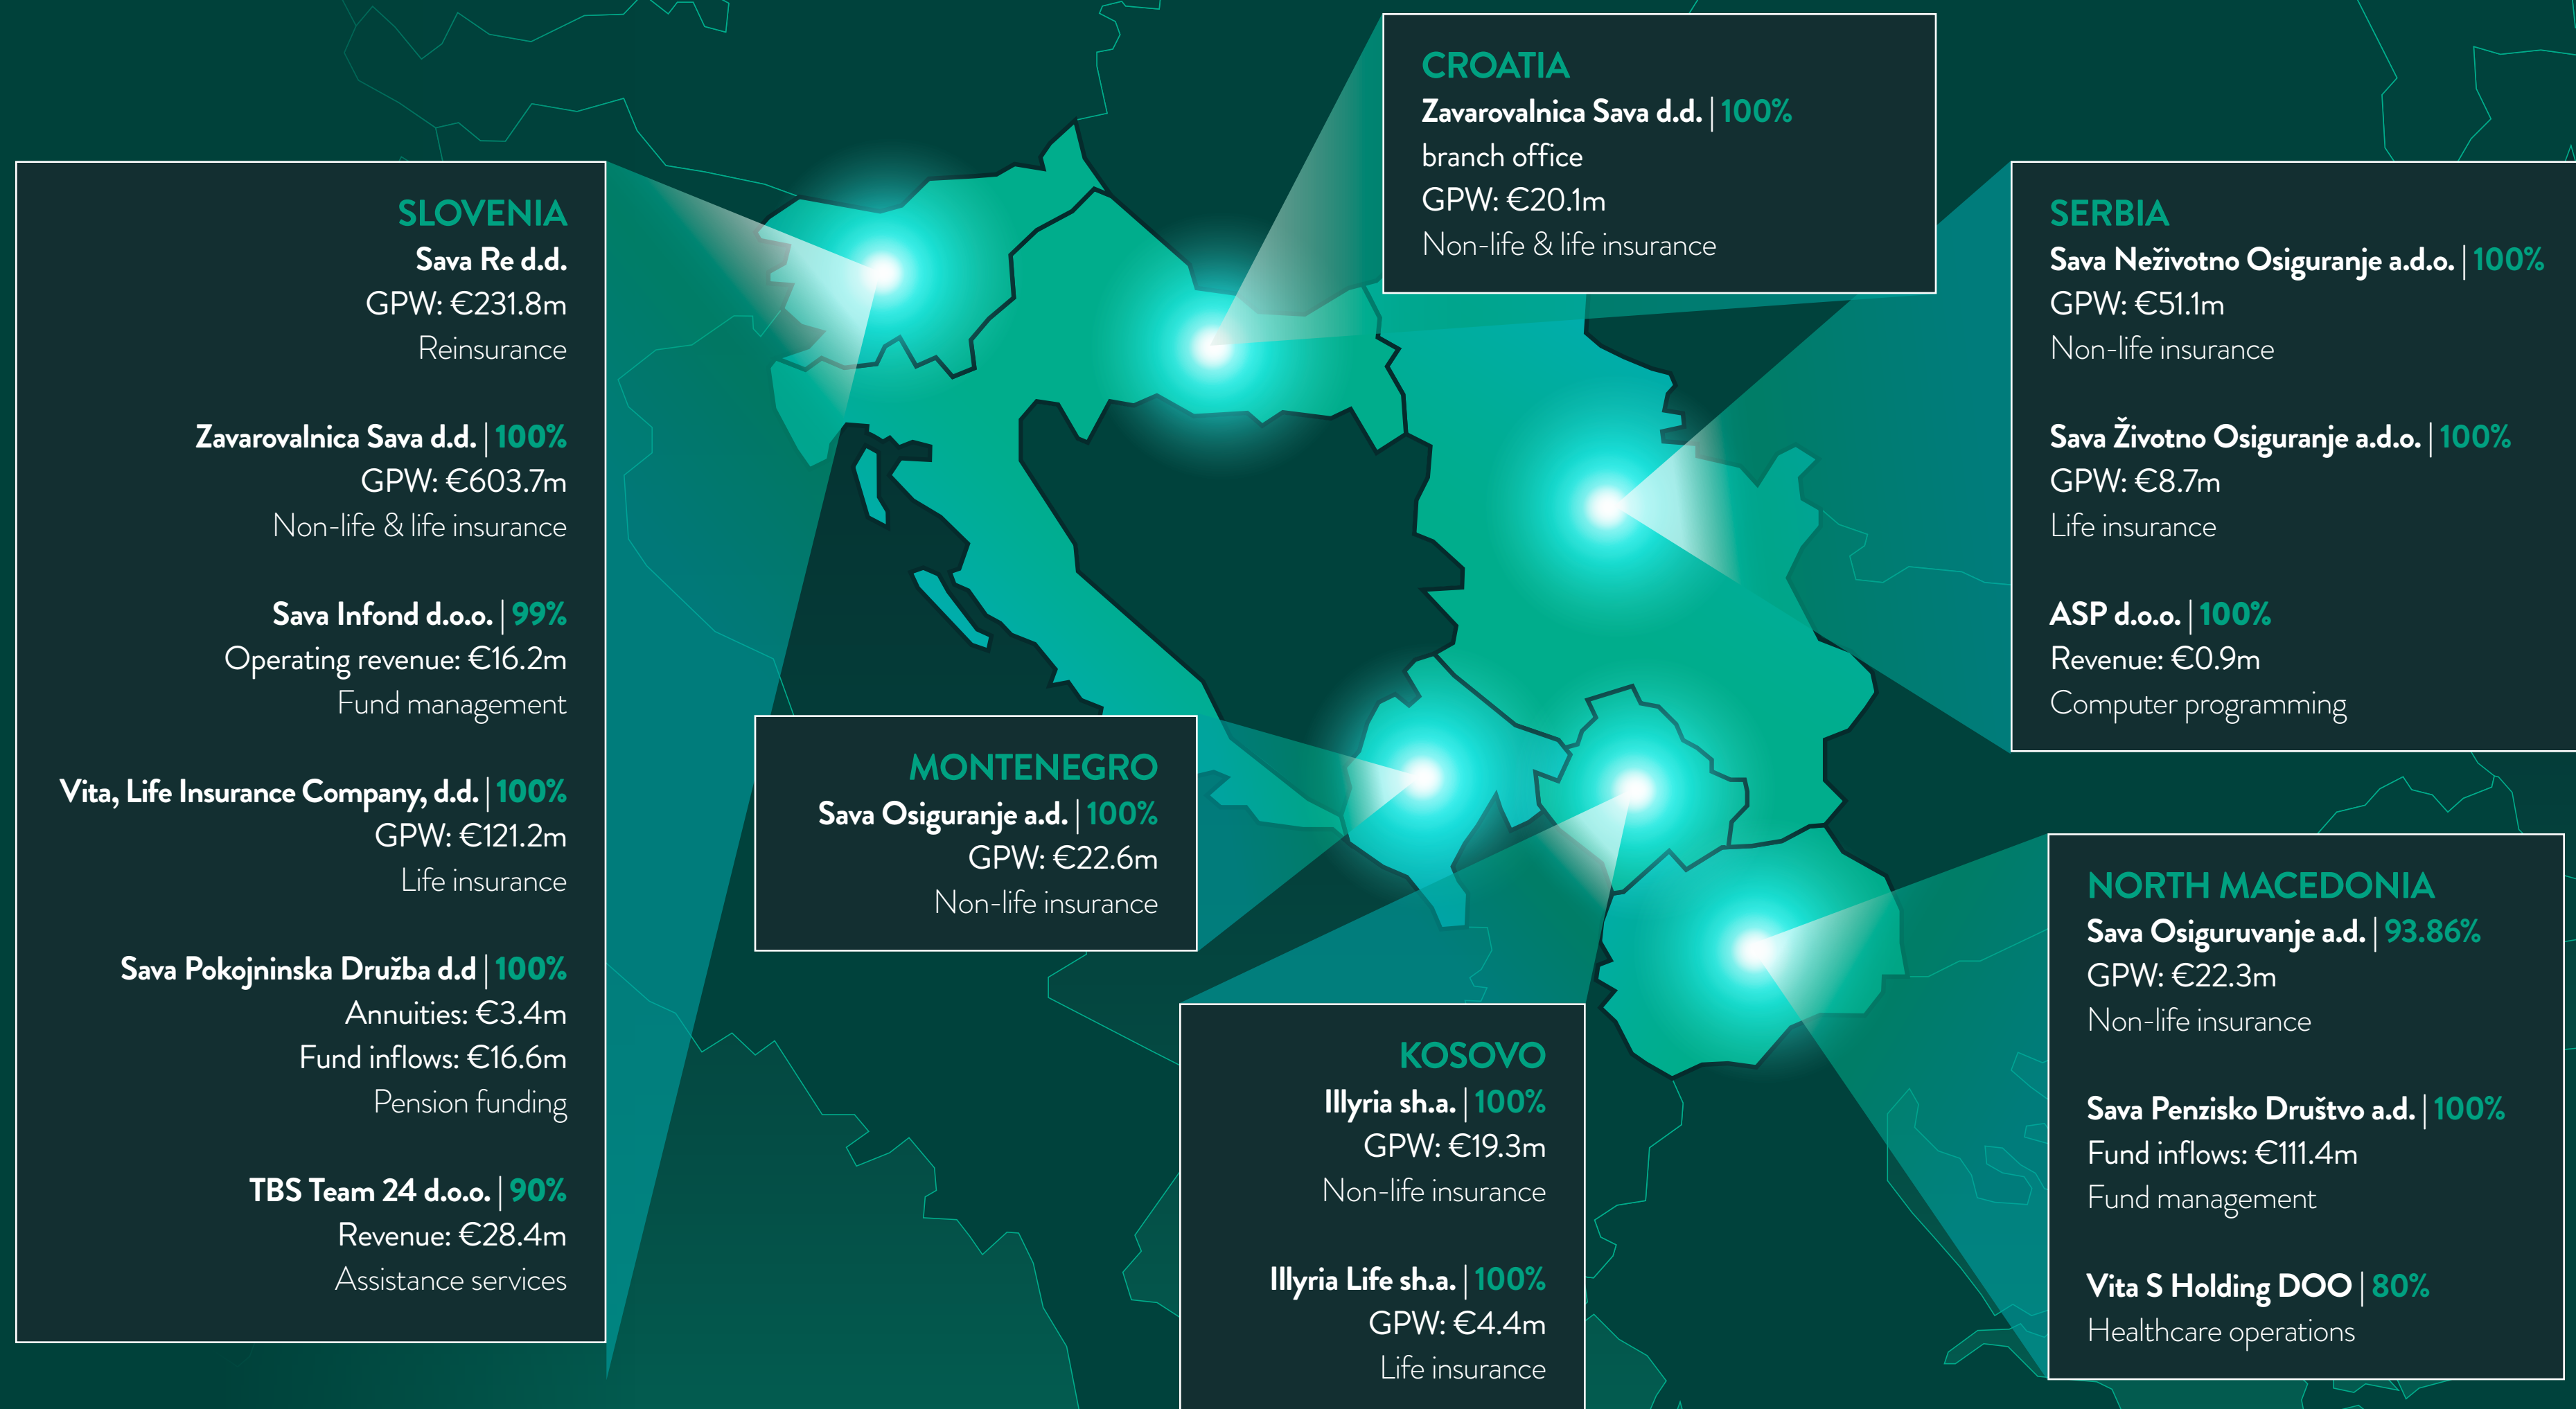 SLOVENIA
Sava Re d.d.
GPW: €231.8m
Reinsurance
Zavarovalnica Sava d.d. | 100%
GPW: €603.7m
Non-life & life insurance
Sava Infond d.o.o. | 99%
Operating revenue: €16.2m
Fund management
Vita, Life Insurance Company, d.d. | 100%
GPW: €121.2m
Life insurance
Sava Pokojninska Družba d.d | 100%
Annuities: €3.4m
Fund inflows: €16.6m
Pension funding
TBS Team 24 d.o.o. | 90%
Revenue: €28.4m
Assistance services
CROATIA
Zavarovalnica Sava d.d. | 100%
branch office
GPW: €20.1m
Non-life & life insurance
SERBIA
Sava Neživotno Osiguranje a.d.o. | 100%
GPW: €51.1m
Non-life insurance
Sava Životno Osiguranje a.d.o. | 100%
GPW: €8.7m
Life insurance
ASP d.o.o. | 100%
Revenue: €0.9m
Computer programming
MONTENEGRO
Sava Osiguranje a.d. | 100%
GPW: €22.6m
Non-life insurance
KOSOVO
Illyria sh.a. | 100%
GPW: €19.3m
Non-life insurance
Illyria Life sh.a. | 100%
GPW: €4.4m
Life insurance
NORTH MACEDONIA
Sava Osiguruvanje a.d. | 93.86%
GPW: €22.3m
Non-life insurance
Sava Penzisko Društvo a.d. | 100%
Fund inflows: €111.4m
Fund management
Vita S Holding DOO | 80%
Healthcare operations